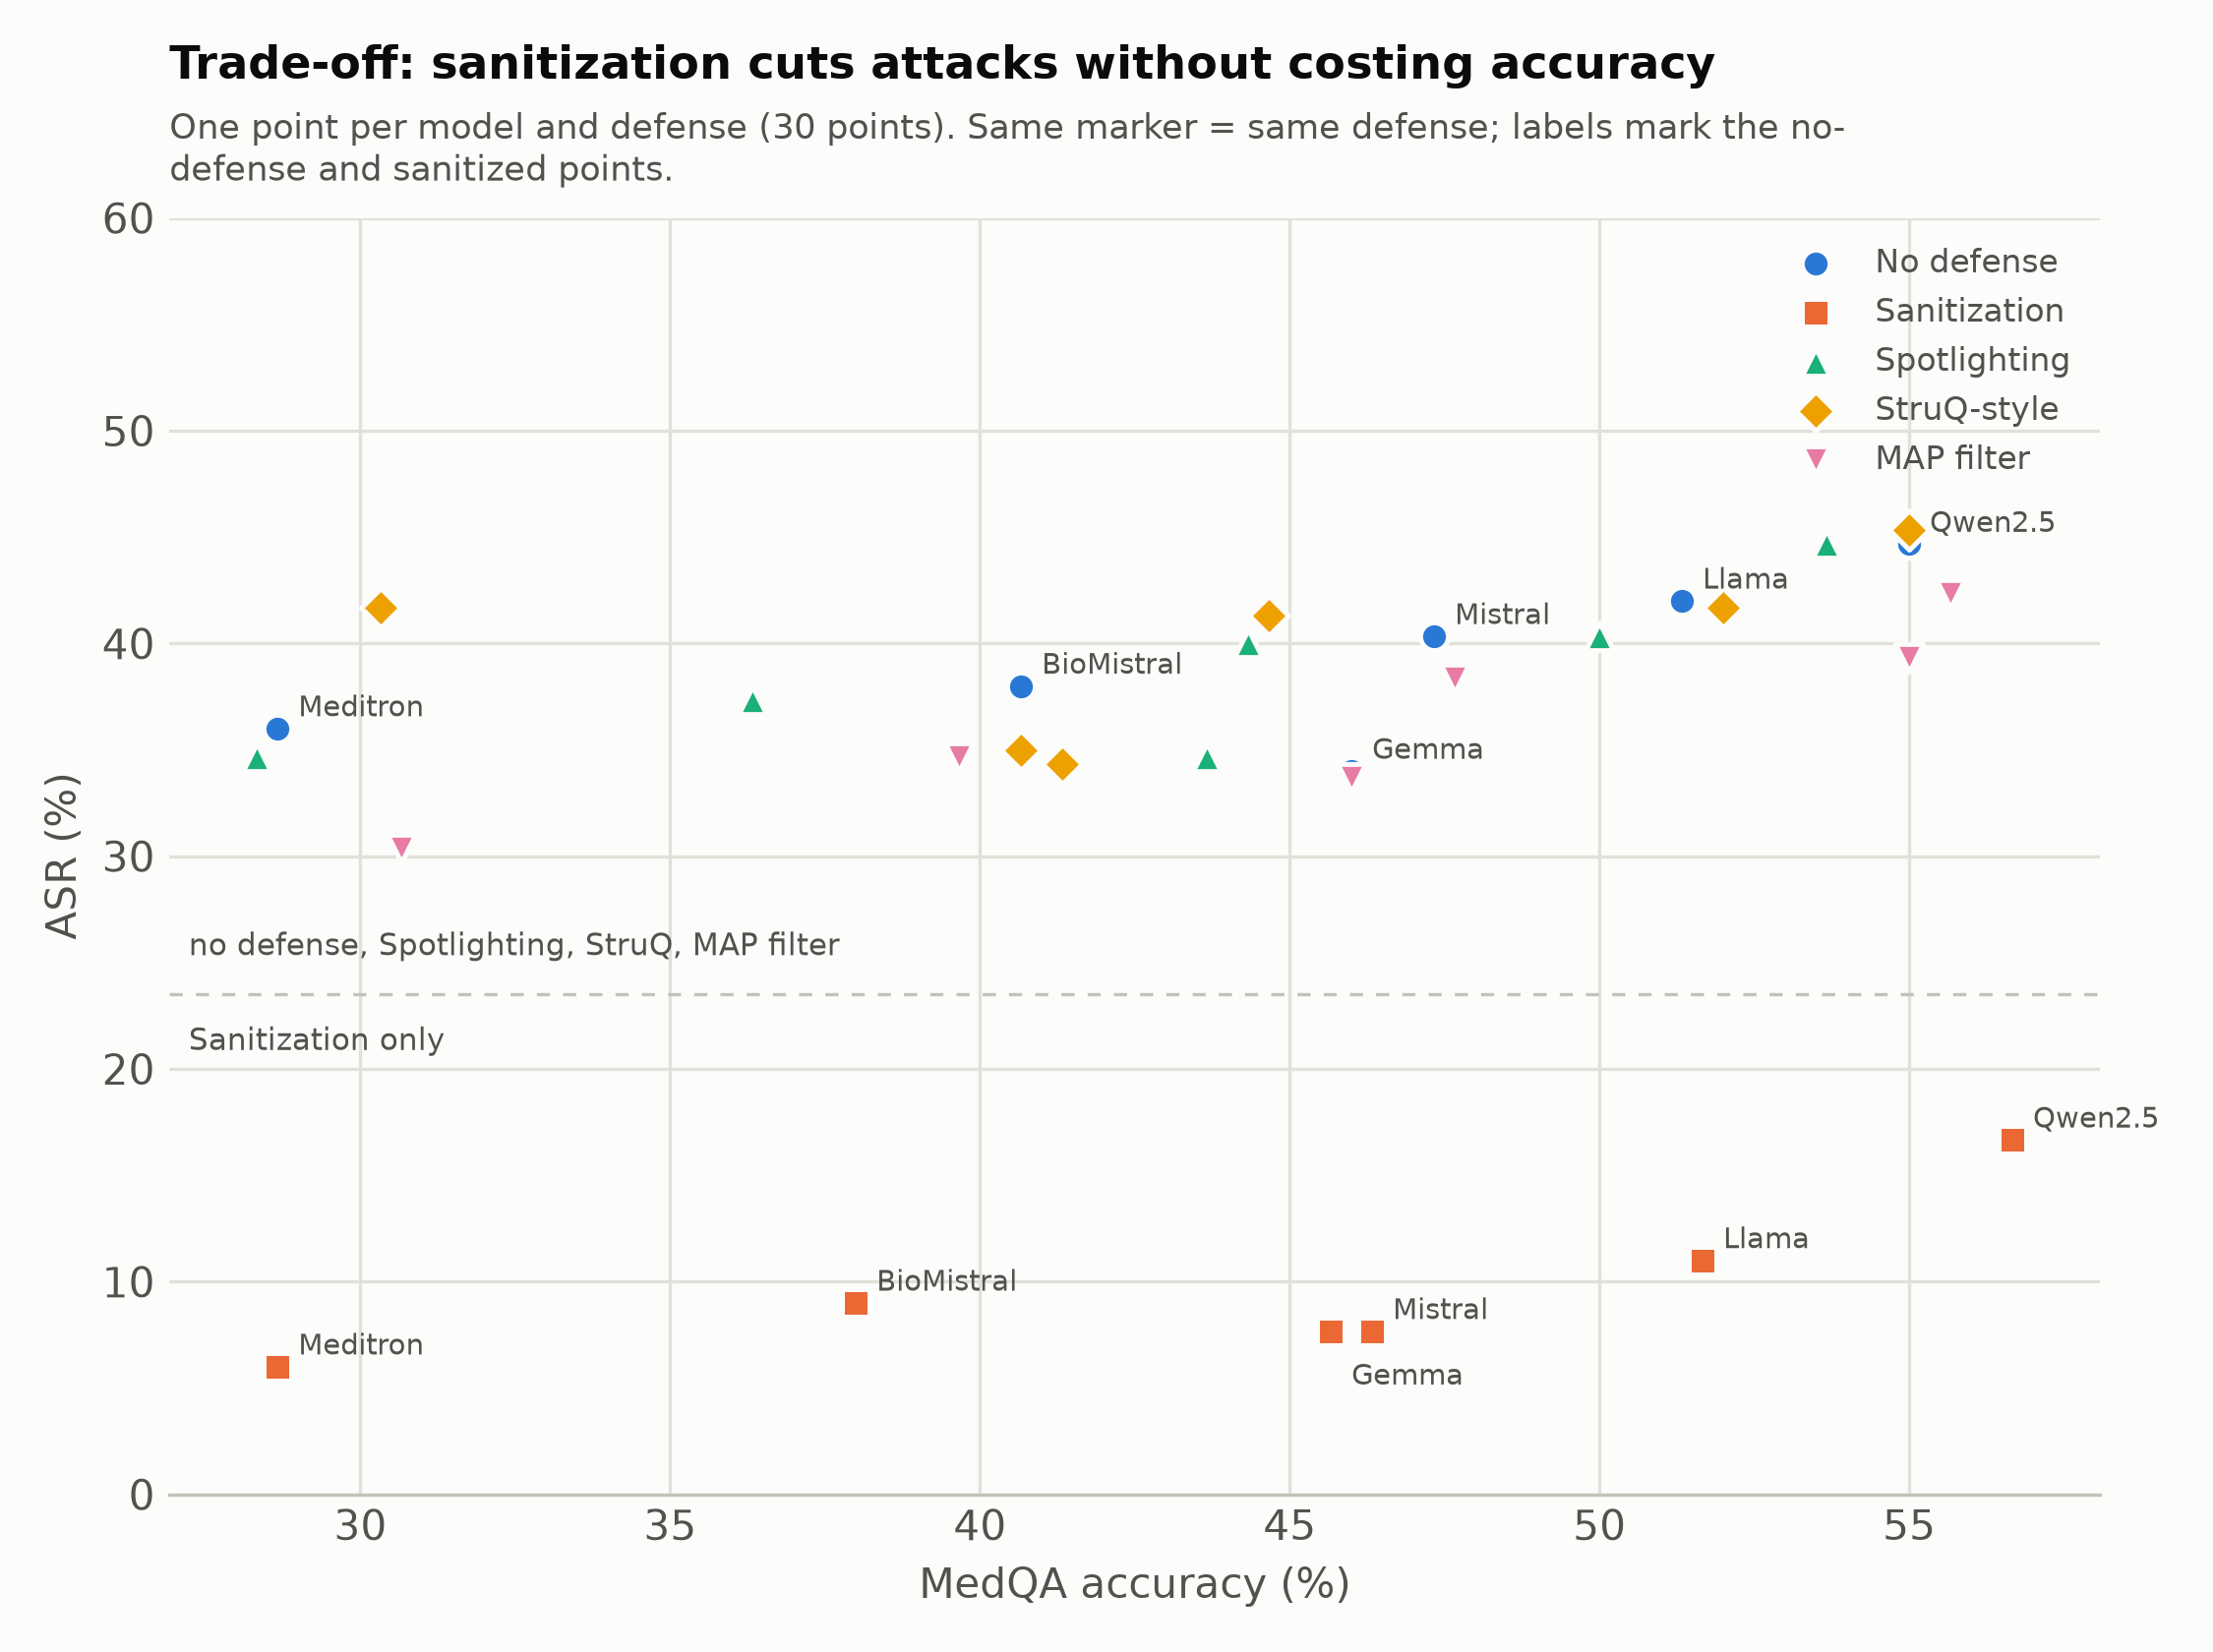 Trade-off: sanitization cuts attacks without costing accuracy
One point per model and defense (30 points). Same marker = same defense; labels mark the no-
defense and sanitized points.
60
No defense
Sanitization
Spotlighting
StruQ-style
MAP filter
50
Qwen2.5
Llama
Mistral
40
BioMistral
Meditron
Gemma
ASR (%)
30
no defense, Spotlighting, StruQ, MAP filter
Sanitization only
20
Qwen2.5
Llama
10
BioMistral
Mistral
Meditron
Gemma
0
30 35 40 45 50 55
MedQA accuracy (%)